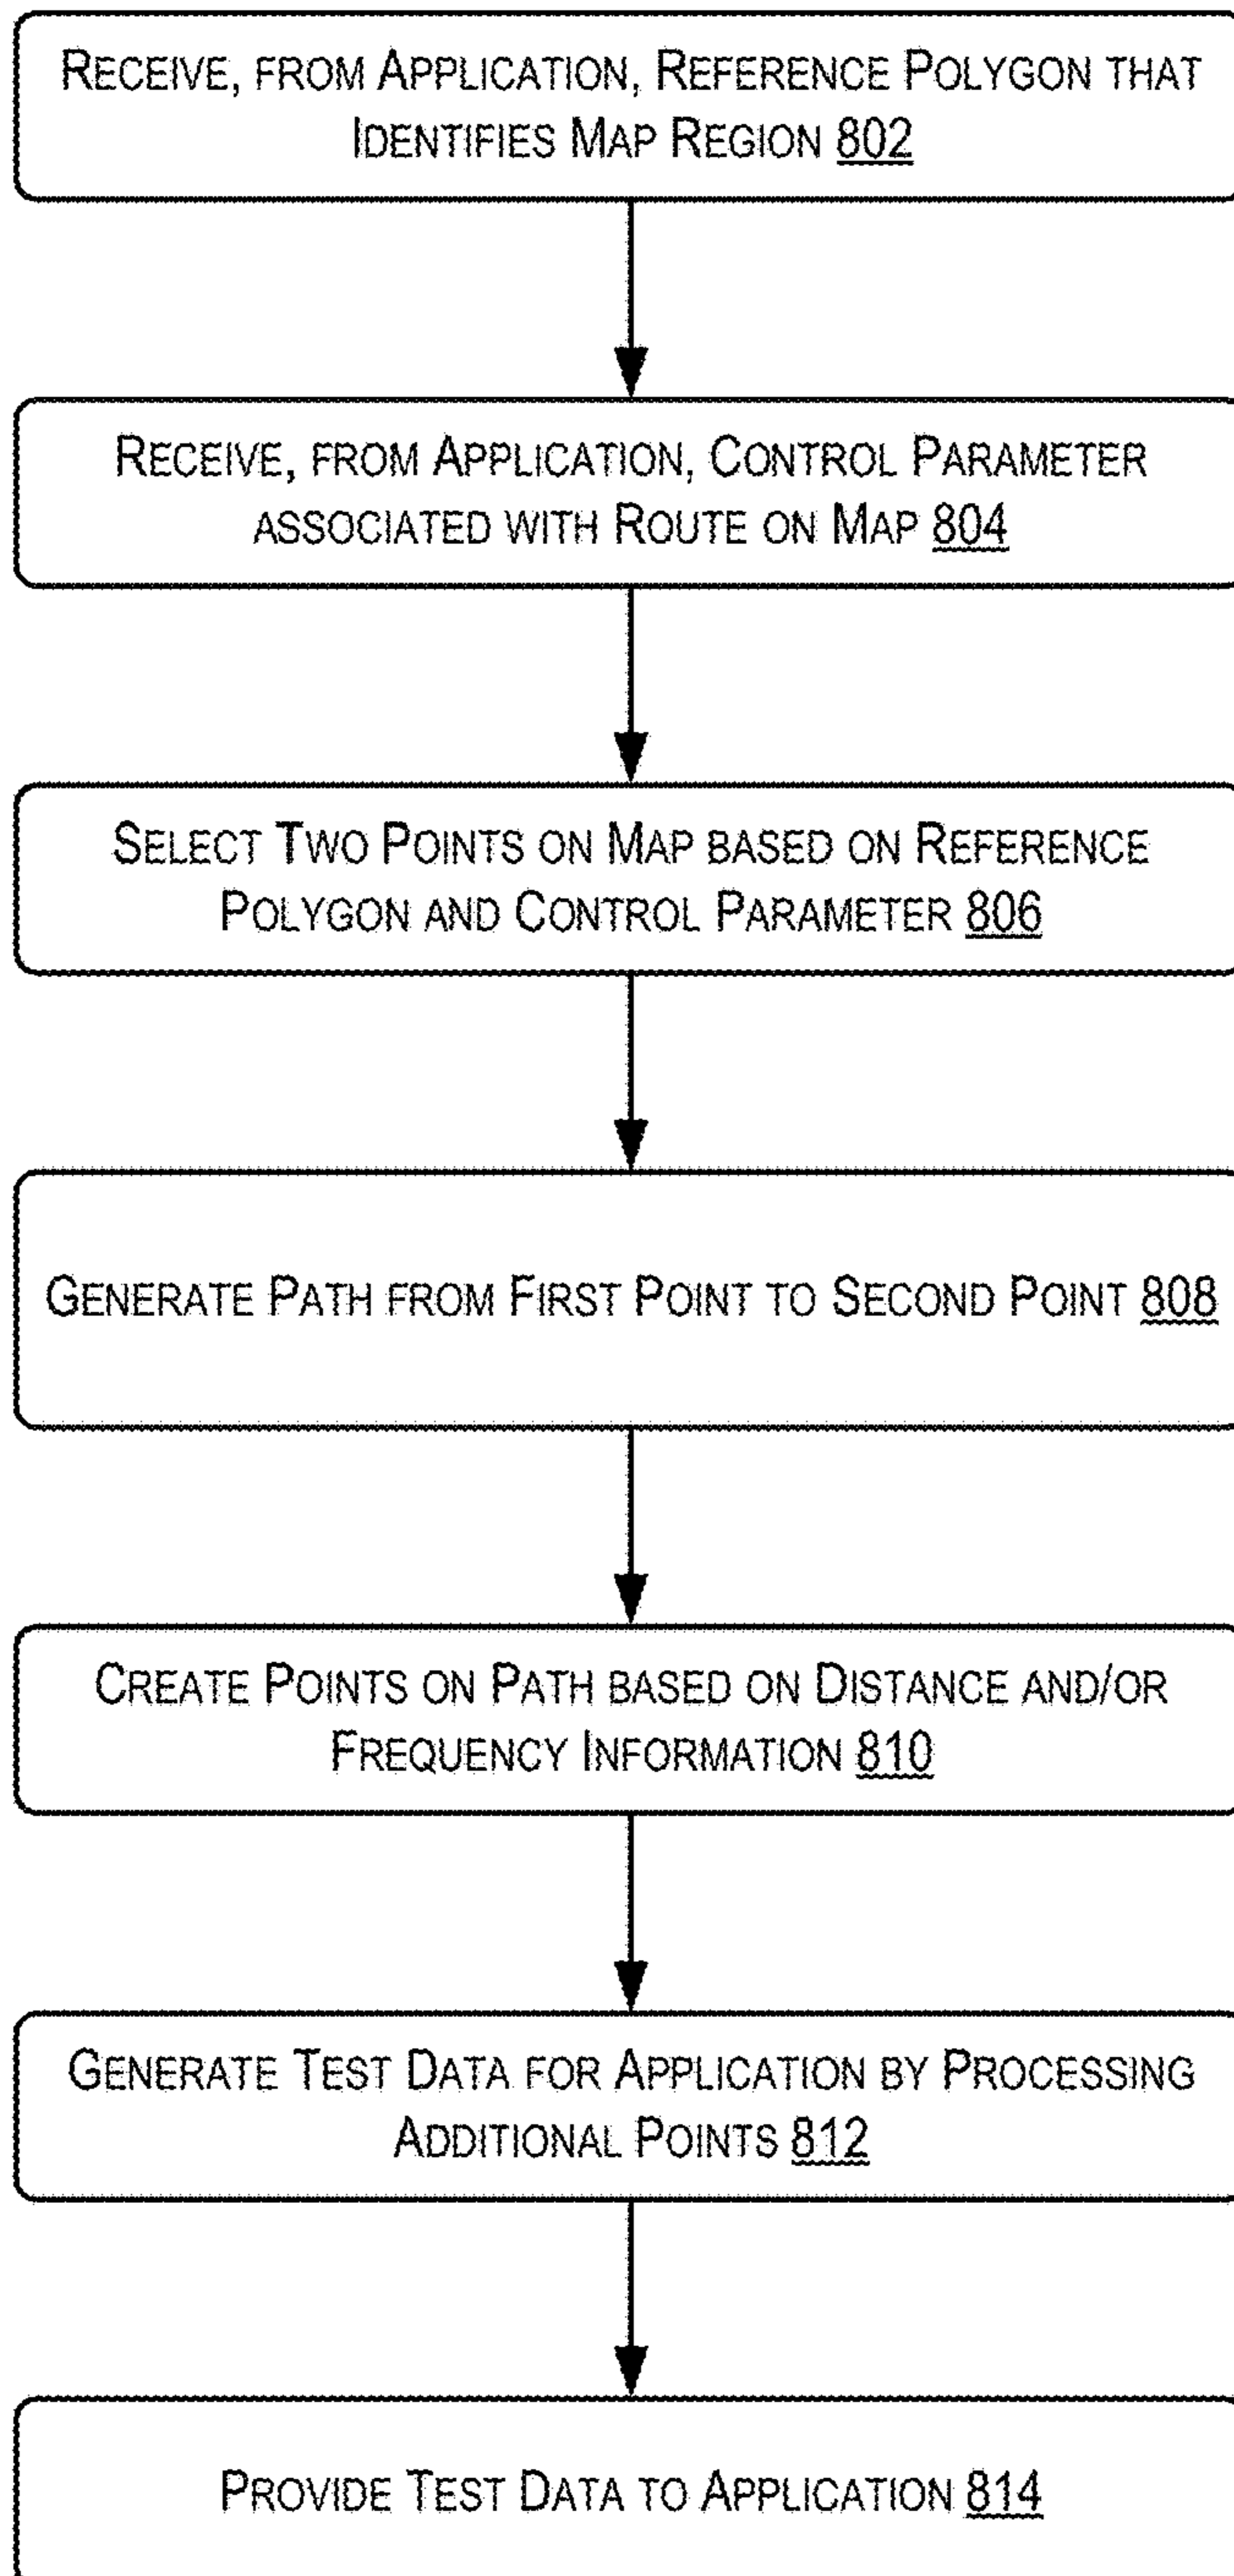 RECEIVE, FROM APPLICATION, REFERENCE POLYGON THAT
IDENTIFIES MAP REGION 802
RECEIVE, FROM APPLICATION, CONTROL PARAMETER
ASSOCIATED WITH ROUTE ON MAP 804
SELECT TWO POINTS ON MAP BASED ON REFERENCE
POLYGON AND CONTROL PARAMETER 806
GENERATE PATH FROM FIRST POINT TO SECOND POINT 808
CREATE POINTS ON PATH BASED ON DISTANCE AND/OR
FREQUENCY INFORMATION 810
GENERATE TEST DATA FOR APPLICATION BY PROCESSING
ADDITIONAL POINTS 812
PROVIDE TEST DATA TO APPLICATION 814